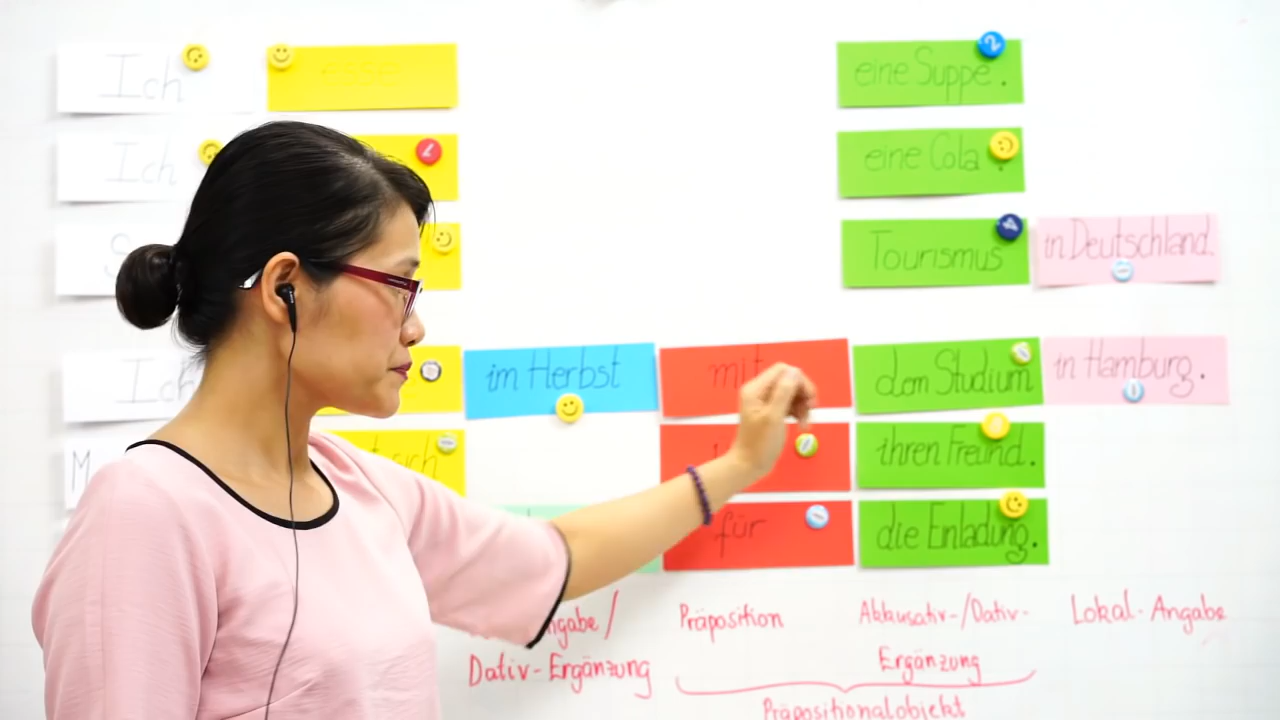 Ich
eine Suppe.
Ich
eine Cola.
Tourismus in Deutschland.
Ich im Herbst mit dem Studium in Hamburg.
sich ihren Freund.
für die Einladung.
Präposition Akkusativ-/Dativ- Lokal-Angabe
Dativ-Ergänzung Ergänzung
Präpositionalobjekt